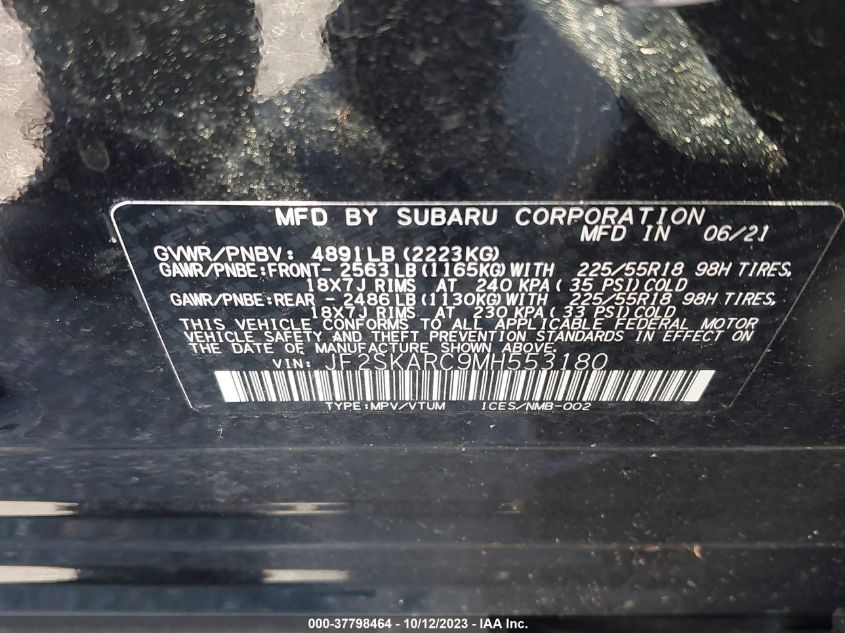 MFD BY SUBARU CORPORATION
MFD IN 06/21
GVWR/PNBV: 4891LB (2223KG)
GAWR/PNBE:FRONT- 2563LB(1165KG)WITH 225/55R18 98H TIRES,
18X7J RIMS AT 240 KPA( 35 PSI)COLD
GAWR/PNBE:REAR - 2486LB(1130KG)WITH 225/55R18 98H TIRES,
18X7J RIMS AT 230 KPA( 33 PSI)COLD
THIS VEHICLE CONFORMS TO ALL APPLICABLE FEDERAL MOTOR
VEHICLE SAFETY AND THEFT PREVENTION STANDARDS IN EFFECT ON
THE DATE OF MANUFACTURE SHOWN ABOVE.
VIN: JF2SKARC9MH553180
TYPE:MPV/VTUM ICES/NMB-002
000-37798464 - 10/12/2023 - IAA Inc.